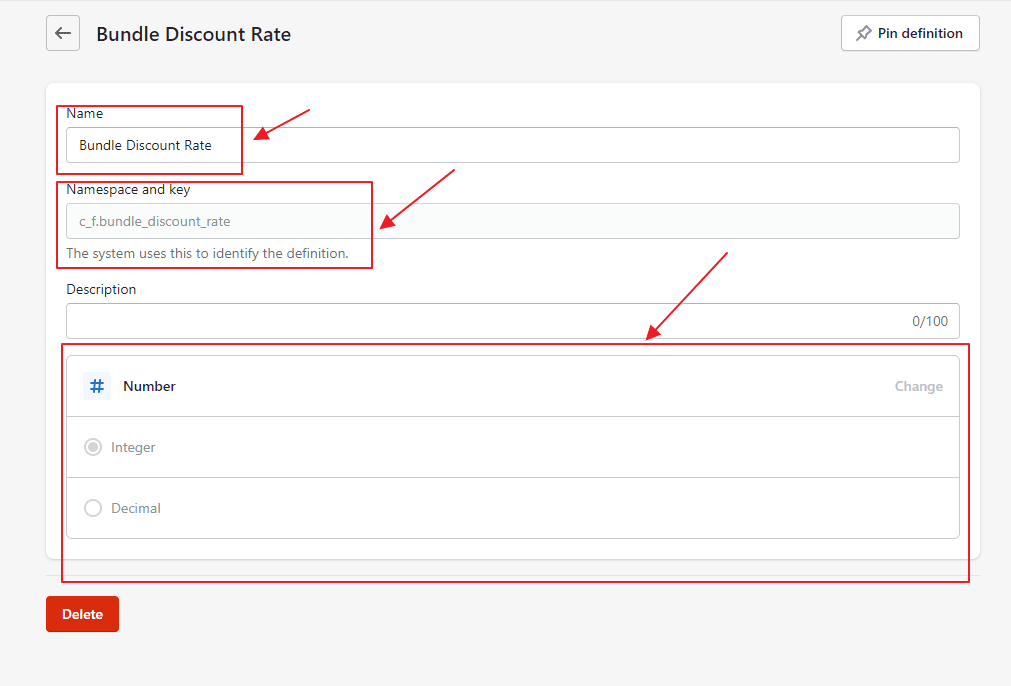 Bundle Discount Rate
Pin definition
Name
Bundle Discount Rate
Namespace and key
c_f.bundle_discount_rate
The system uses this to identify the definition.
Description
0/100
Number
Change
Integer
Decimal
Delete